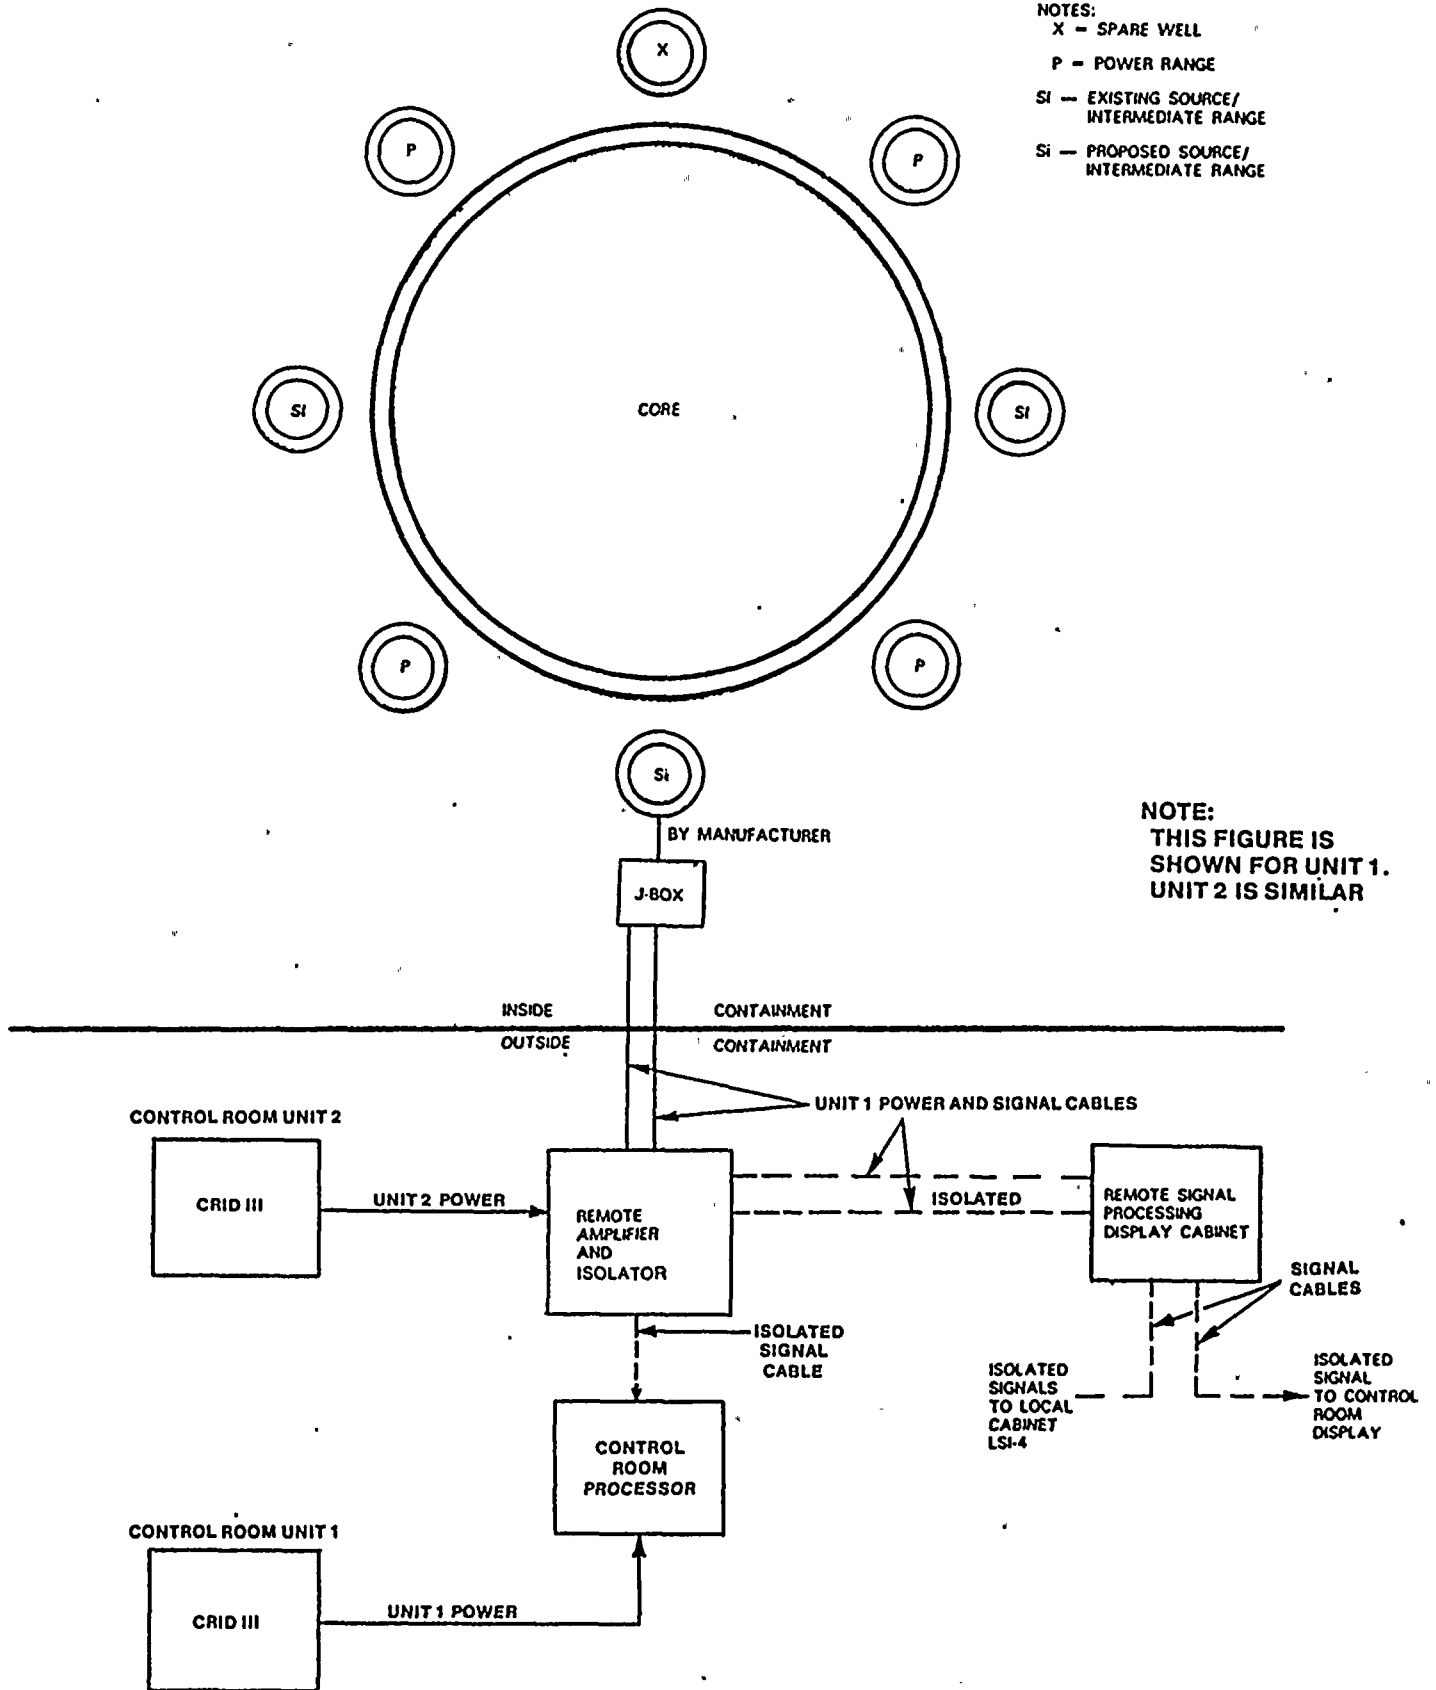 NOTES:
X - SPARE WELL
P - POWER RANGE
SI - EXISTING SOURCE/
INTERMEDIATE RANGE
Si - PROPOSED SOURCE/
INTERMEDIATE RANGE
X
P
P
SI
CORE
SI
P
P
Si
BY MANUFACTURER
J-BOX
NOTE:
THIS FIGURE IS
SHOWN FOR UNIT 1.
UNIT 2 IS SIMILAR
INSIDE CONTAINMENT
OUTSIDE CONTAINMENT
UNIT 1 POWER AND SIGNAL CABLES
CONTROL ROOM UNIT 2
CRID III
UNIT 2 POWER
REMOTE
AMPLIFIER
AND
ISOLATOR
ISOLATED
REMOTE SIGNAL
PROCESSING
DISPLAY CABINET
SIGNAL
CABLES
ISOLATED
SIGNAL
CABLE
ISOLATED
SIGNALS
TO LOCAL
CABINET
LSI-4
ISOLATED
SIGNAL
TO CONTROL
ROOM
DISPLAY
CONTROL
ROOM
PROCESSOR
CONTROL ROOM UNIT 1
CRID III
UNIT 1 POWER